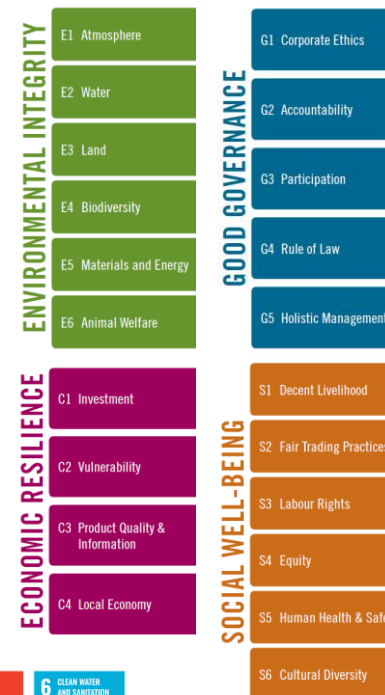 ENVIRONMENTAL INTEGRITY
E1 Atmosphere
E2 Water
E3 Land
E4 Biodiversity
E5 Materials and Energy
E6 Animal Welfare
GOOD GOVERNANCE
G1 Corporate Ethics
G2 Accountability
G3 Participation
G4 Rule of Law
G5 Holistic Management
ECONOMIC RESILIENCE
C1 Investment
C2 Vulnerability
C3 Product Quality &
Information
C4 Local Economy
SOCIAL WELL-BEING
S1 Decent Livelihood
S2 Fair Trading Practices
S3 Labour Rights
S4 Equity
S5 Human Health & Safe
S6 Cultural Diversity
6 CLEAN WATER
AND SANITATION